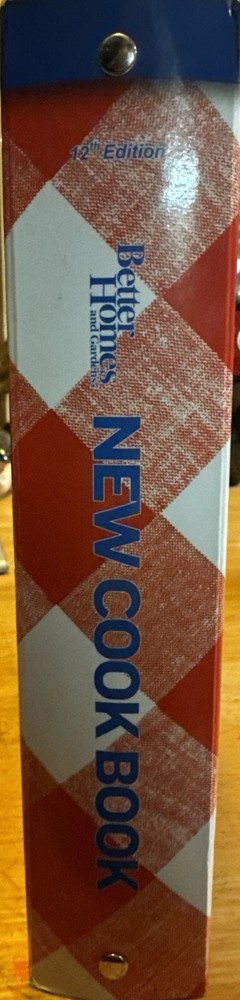 12th Edition
Better
Homes
and Gardens
NEW COOK BOOK